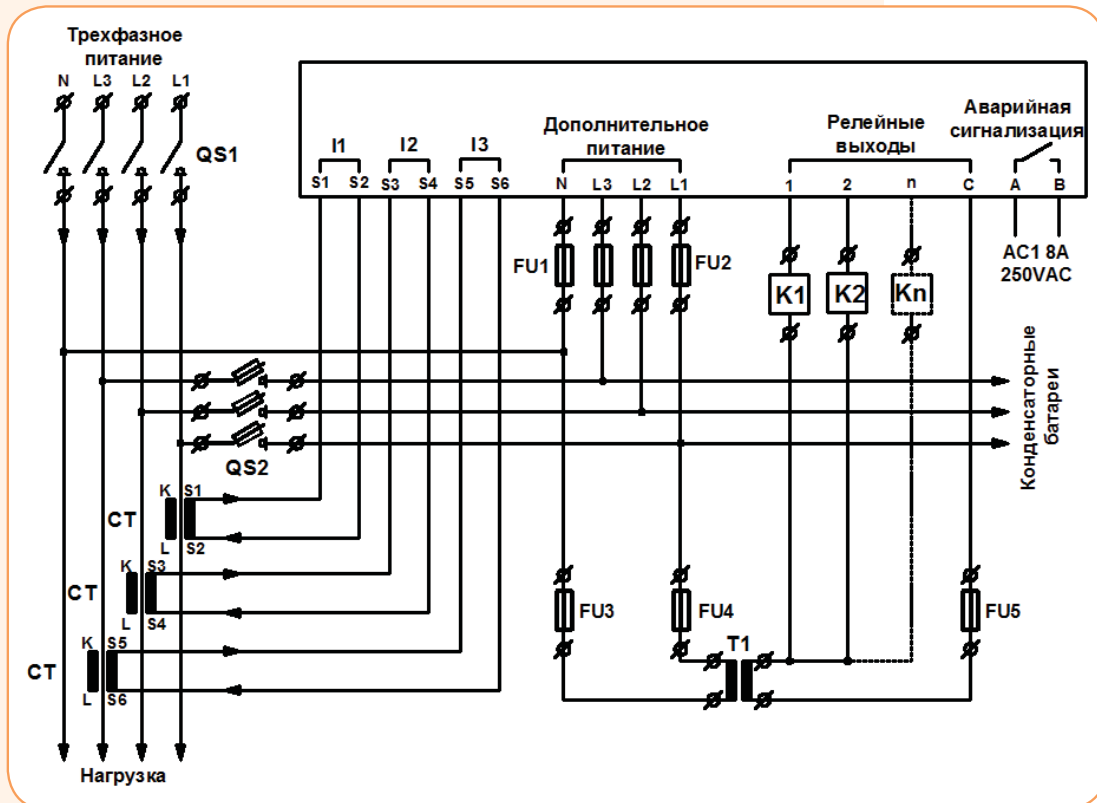 Трехфазное
питание
N L3 L2 L1
QS1
I1 I2 I3
S1 S2 S3 S4 S5 S6
Дополнительное
питание
N L3 L2 L1
Релейные
выходы
1 2 n C
Аварийная
сигнализация
A B
AC1 8A
250VAC
FU1 FU2
K1 K2 Kn
QS2
Конденсаторные
батареи
K S1
CT
L S2
K S3
CT
L S4
K S5
CT
L S6
FU3 FU4 FU5
T1
Нагрузка